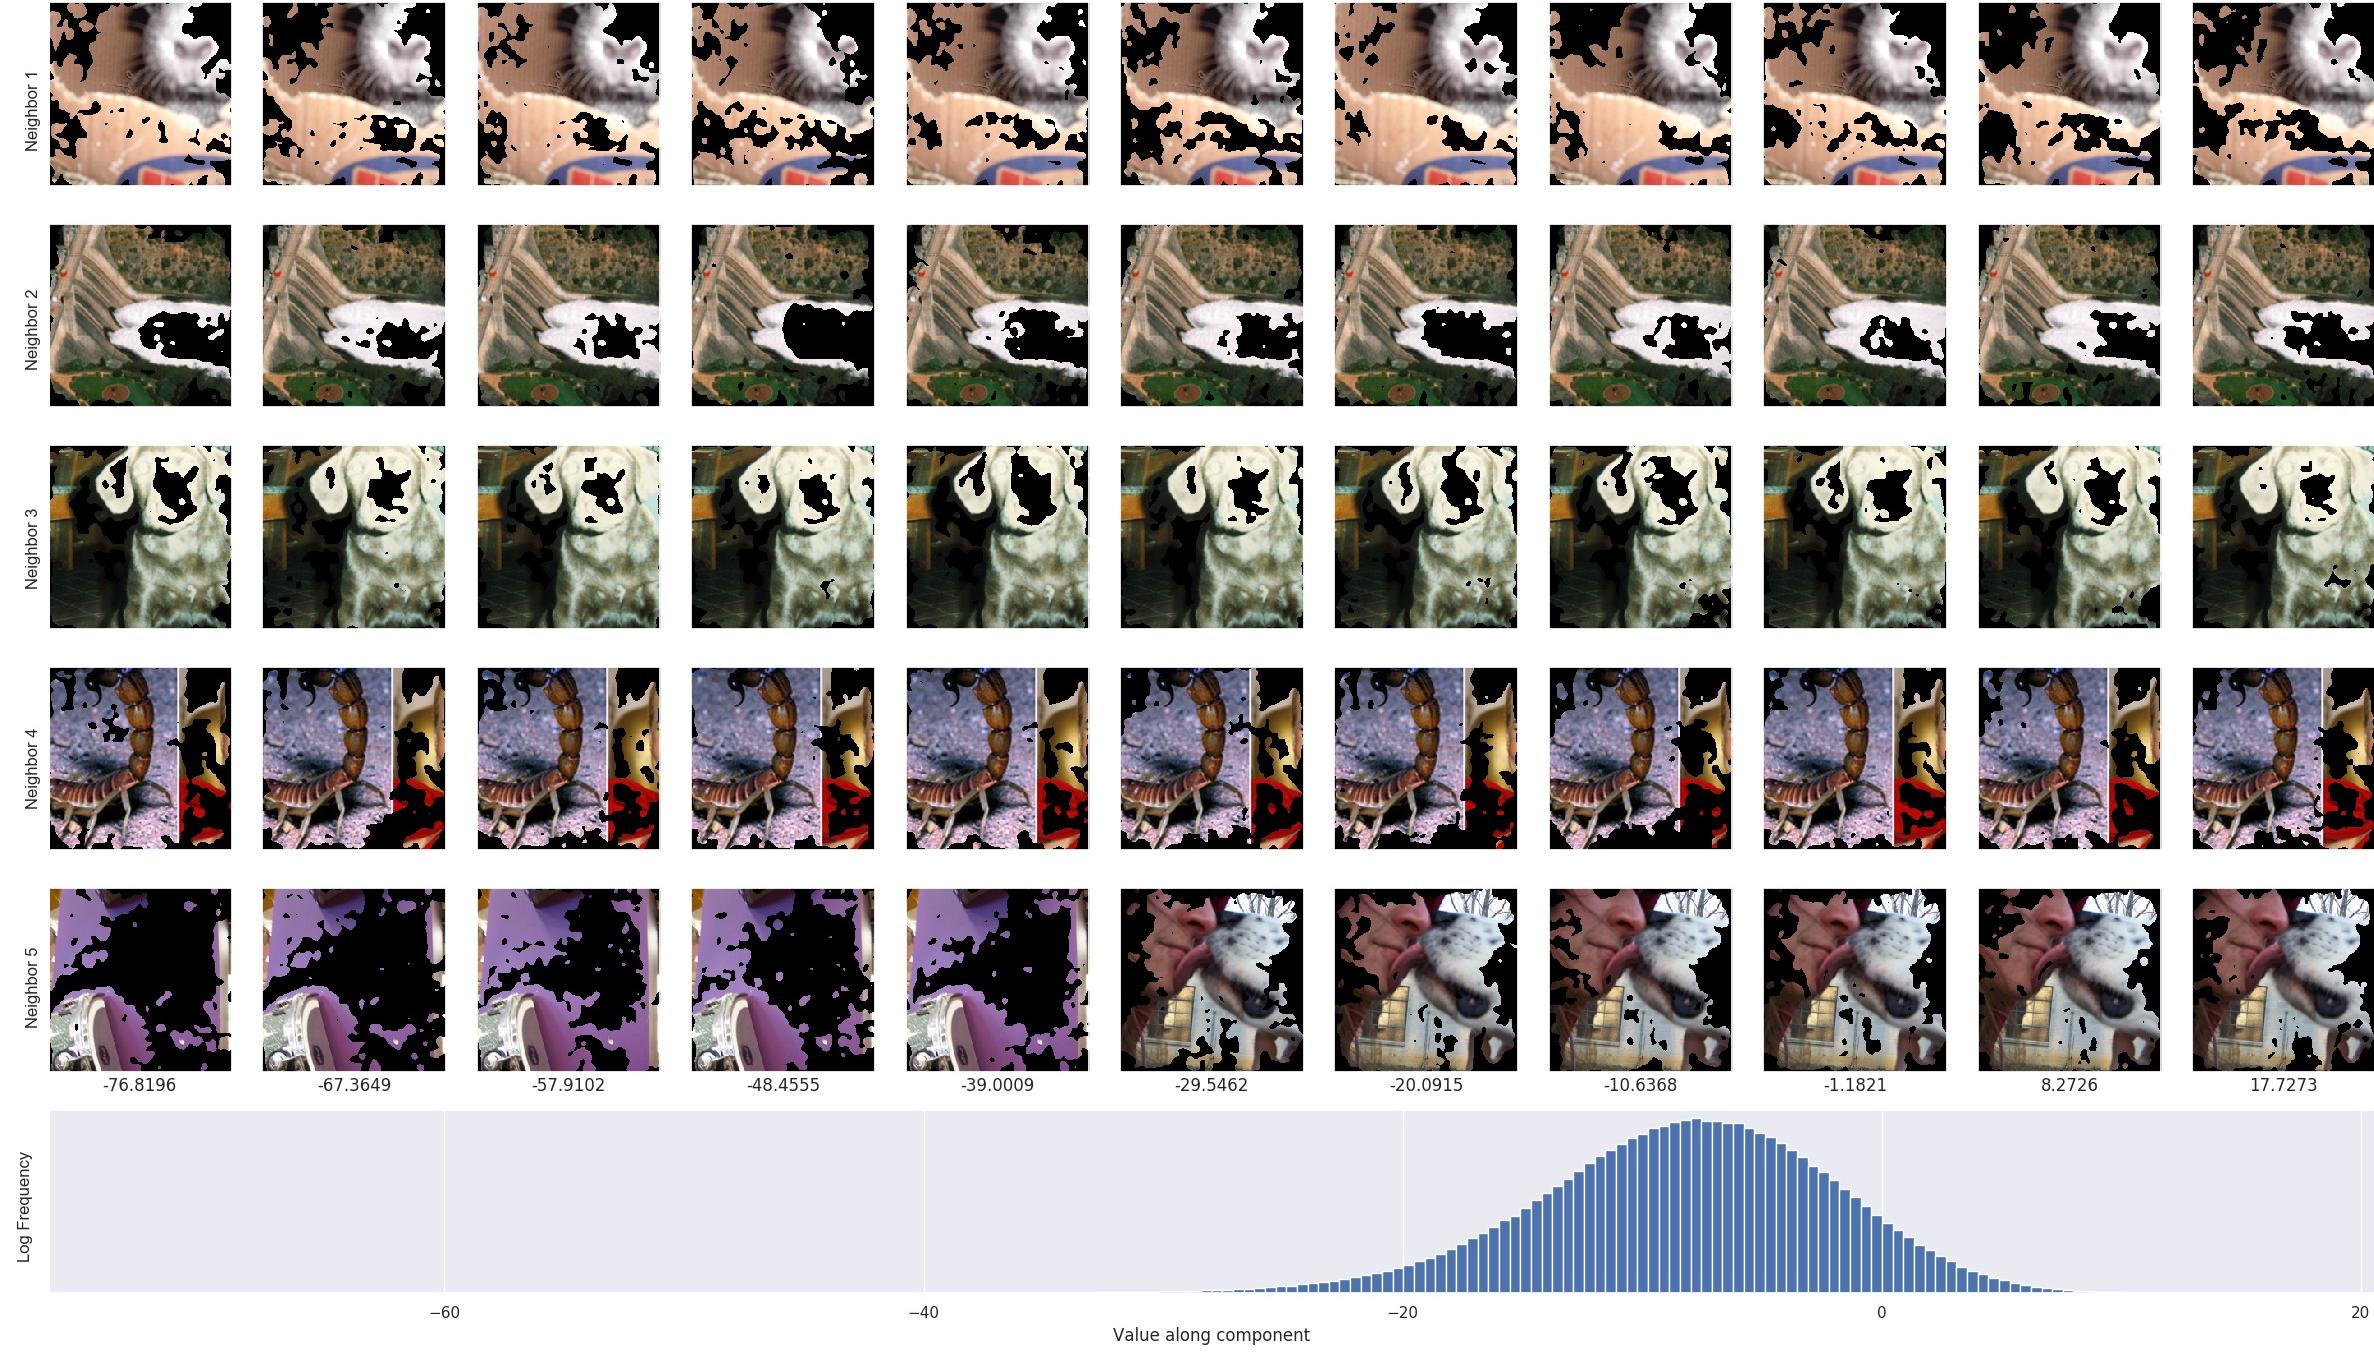 Neighbor 1
Neighbor 2
Neighbor 3
Neighbor 4
Neighbor 5
-76.8196 -67.3649 -57.9102 -48.4555 -39.0009 -29.5462 -20.0915 -10.6368 -1.1821 8.2726 17.7273
Log Frequency
−60 −40 −20 0 20
Value along component